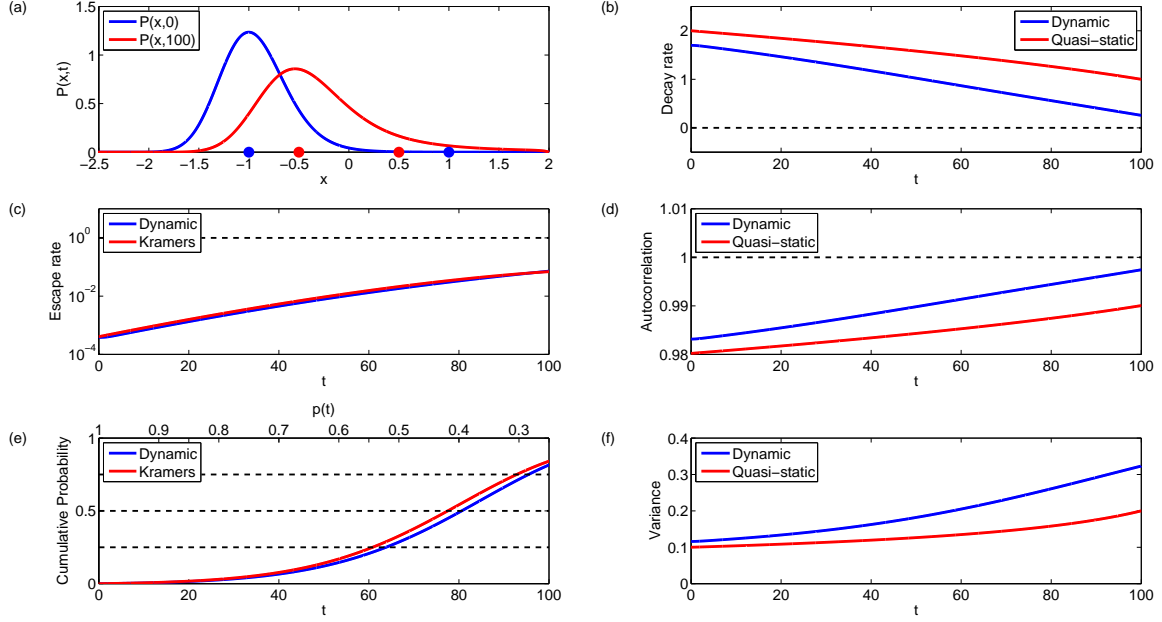 (a)
P(x,0)
P(x,100)
P(x,t)
0
0.5
1
1.5
−2.5
−2
−1.5
−1
−0.5
0
0.5
1
1.5
2
x
(b)
Dynamic
Quasi−static
Decay rate
0
1
2
0
20
40
60
80
100
t
(c)
Dynamic
Kramers
Escape rate
10^0
10^−2
10^−4
0
20
40
60
80
100
t
(d)
Dynamic
Quasi−static
Autocorrelation
1.01
1
0.99
0.98
0
20
40
60
80
100
t
(e)
p(t)
1
0.9
0.8
0.7
0.6
0.5
0.4
0.3
Dynamic
Kramers
Cumulative Probability
1
0.5
0
0
20
40
60
80
100
t
(f)
Dynamic
Quasi−static
Variance
0.4
0.3
0.2
0.1
0
0
20
40
60
80
100
t